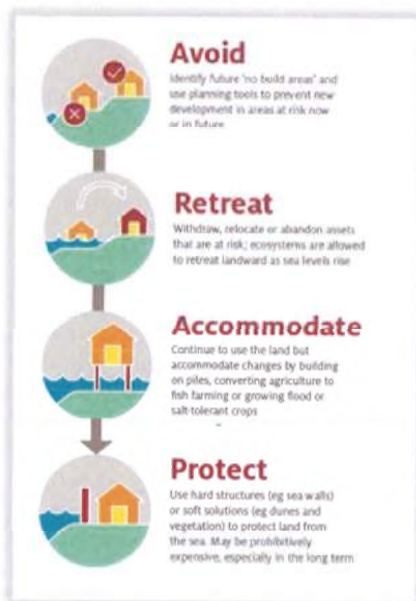 Avoid
Identify future 'no build areas' and
use planning tools to prevent new
development in areas at risk now
or in future
Retreat
Withdraw, relocate or abandon assets
that are at risk; ecosystems are allowed
to retreat landward as sea levels rise
Accommodate
Continue to use the land but
accommodate changes by building
on piles, converting agriculture to
fish farming or growing flood or
salt-tolerant crops
Protect
Use hard structures (eg sea walls)
or soft solutions (eg dunes and
vegetation) to protect land from
the sea. May be prohibitively
expensive, especially in the long term